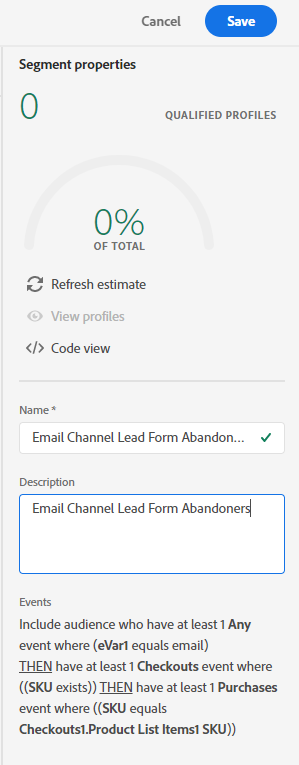 Cancel Save
Segment properties
0 QUALIFIED PROFILES
0%
OF TOTAL
Refresh estimate
View profiles
</> Code view
Name *
Email Channel Lead Form Abandon...
Description
Email Channel Lead Form Abandoners
Events
Include audience who have at least 1 Any
event where (eVar1 equals email)
THEN have at least 1 Checkouts event where
((SKU exists)) THEN have at least 1 Purchases
event where ((SKU equals
Checkouts1.Product List Items1 SKU))